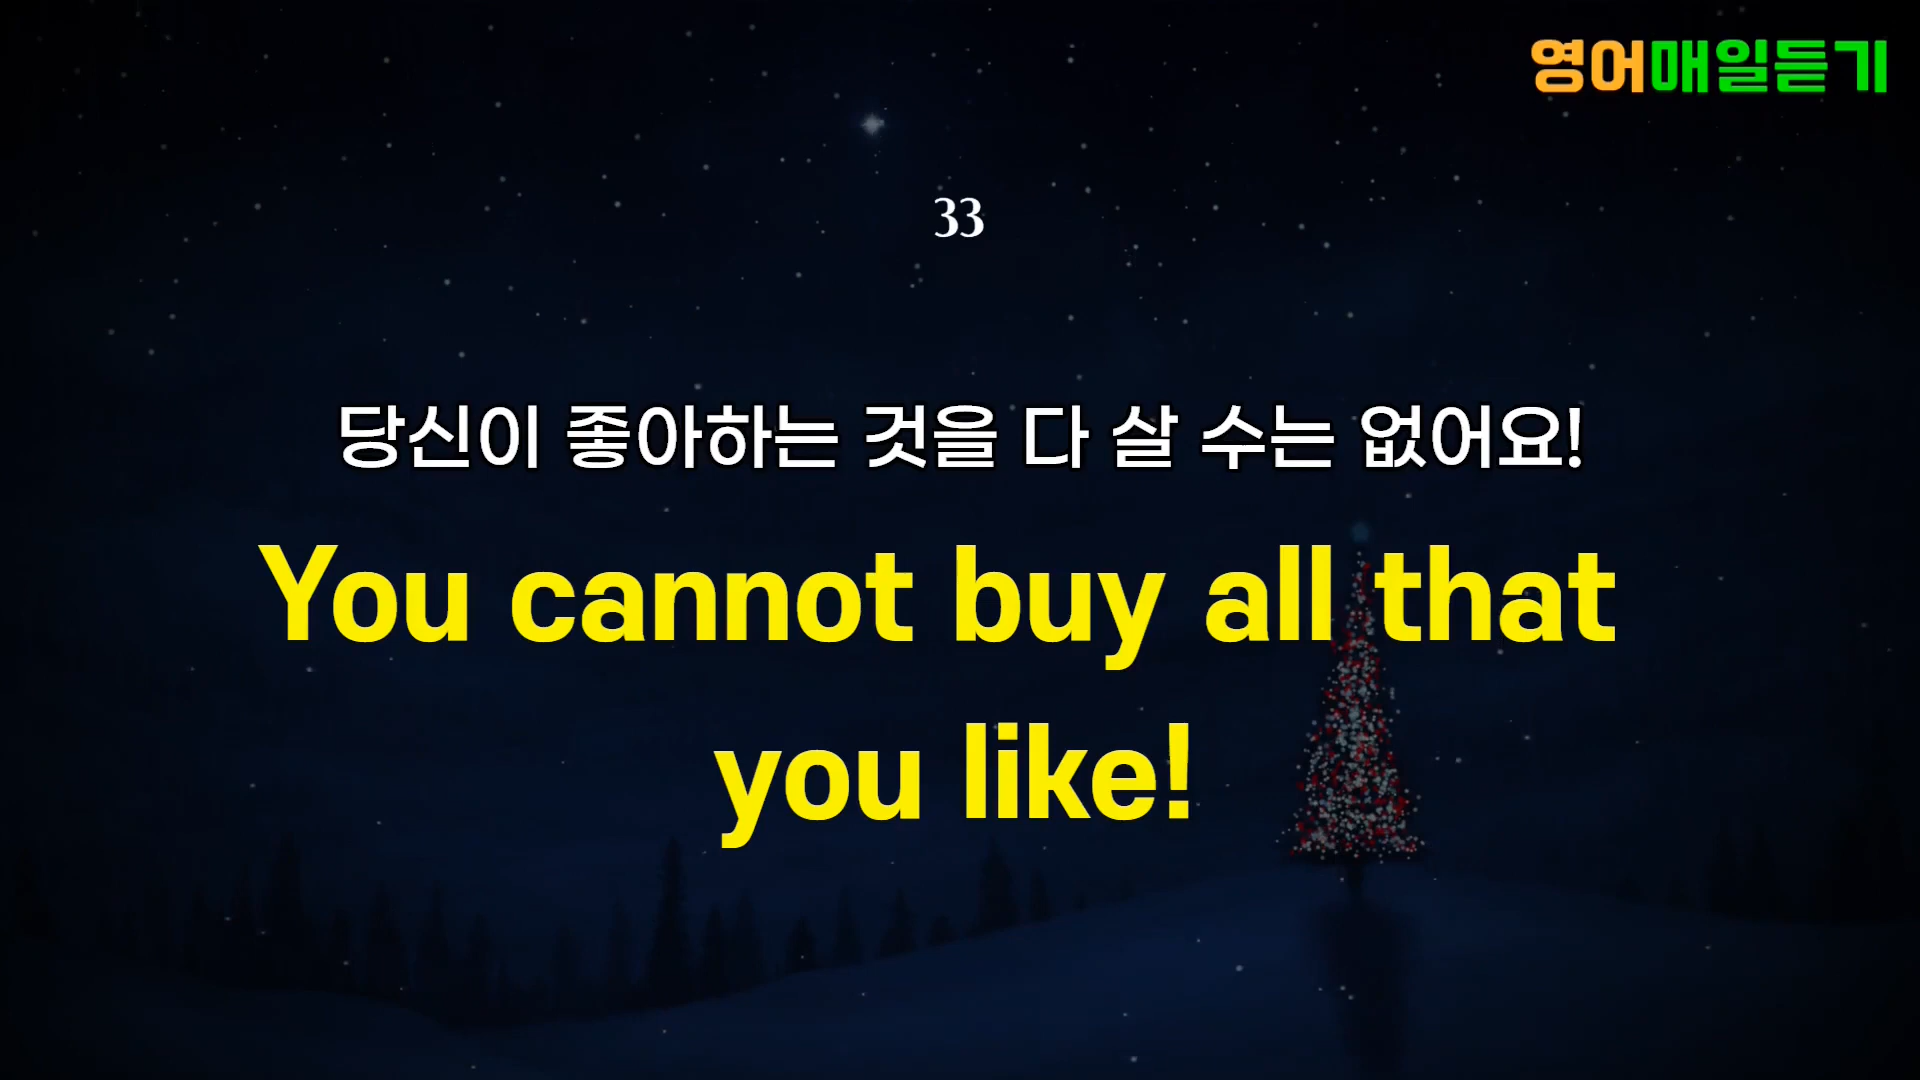 영어매일듣기
33
당신이 좋아하는 것을 다 살 수는 없어요!
You cannot buy all that
you like!